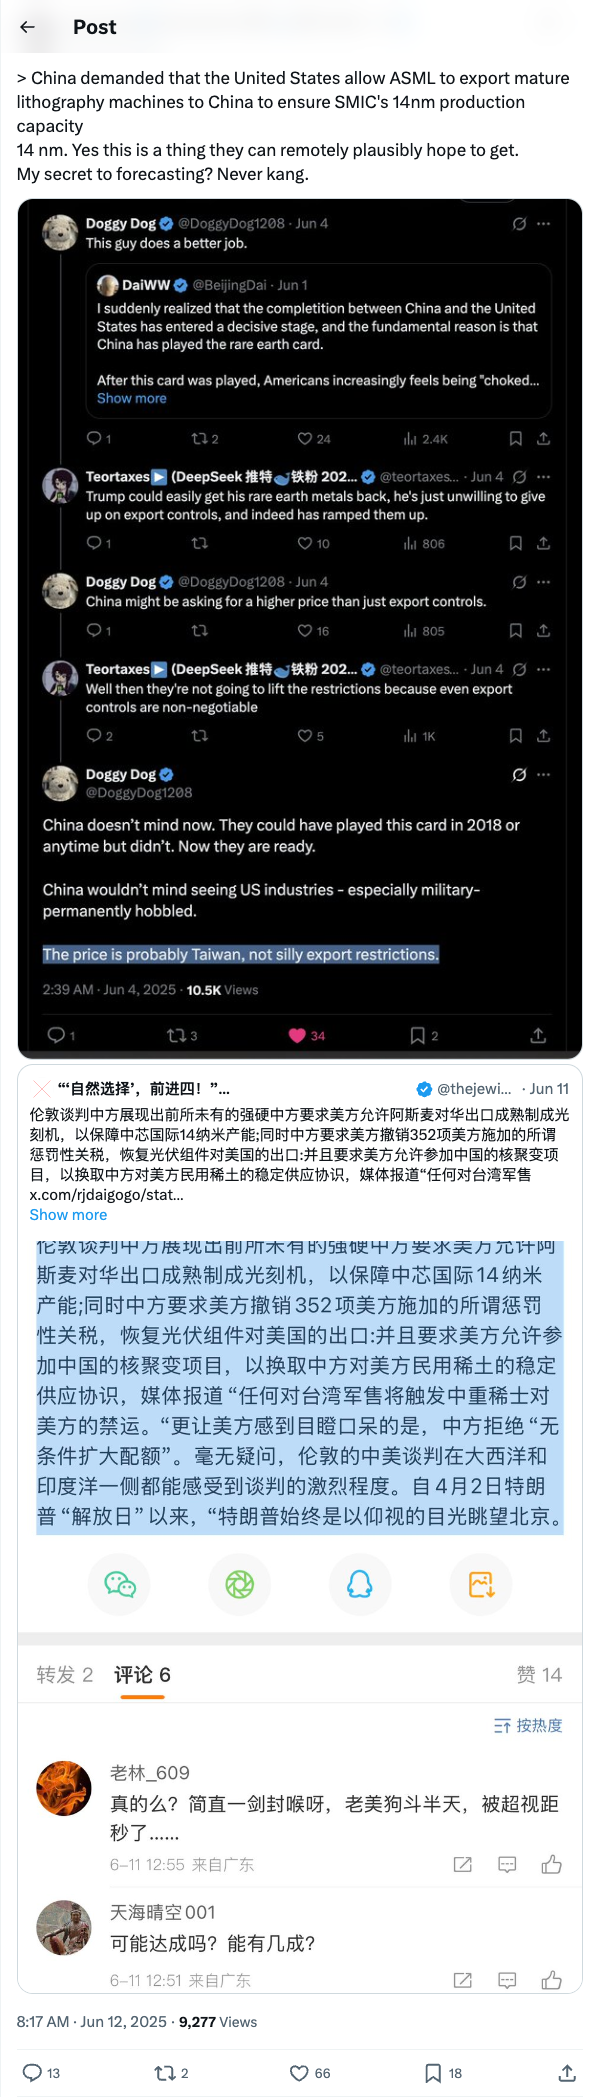 Post
> China demanded that the United States allow ASML to export mature
lithography machines to China to ensure SMIC's 14nm production
capacity
14 nm. Yes this is a thing they can remotely plausibly hope to get.
My secret to forecasting? Never kang.
Doggy Dog @DoggyDog1208 · Jun 4
This guy does a better job.
DaiWW @BeijingDai · Jun 1
I suddenly realized that the completition between China and the United
States has entered a decisive stage, and the fundamental reason is that
China has played the rare earth card.
After this card was played, Americans increasingly feels being "choked...
Show more
1 2 24 2.4K
Teortaxes▶️ (DeepSeek 推特🐋铁粉 202... @teortaxes... · Jun 4
Trump could easily get his rare earth metals back, he's just unwilling to give
up on export controls, and indeed has ramped them up.
1 10 806
Doggy Dog @DoggyDog1208 · Jun 4
China might be asking for a higher price than just export controls.
1 16 805
Teortaxes▶️ (DeepSeek 推特🐋铁粉 202... @teortaxes... · Jun 4
Well then they're not going to lift the restrictions because even export
controls are non-negotiable
2 5 1K
Doggy Dog
@DoggyDog1208
China doesn't mind now. They could have played this card in 2018 or
anytime but didn't. Now they are ready.
China wouldn't mind seeing US industries - especially military-
permanently hobbled.
The price is probably Taiwan, not silly export restrictions.
2:39 AM · Jun 4, 2025 · 10.5K Views
1 3 34 2
“‘自然选择’，前进四！”... @thejewi... · Jun 11
伦敦谈判中方展现出前所未有的强硬中方要求美方允许阿斯麦对华出口成熟制成光
刻机，以保障中芯国际14纳米产能;同时中方要求美方撤销352项美方施加的所谓
惩罚性关税，恢复光伏组件对美国的出口:并且要求美方允许参加中国的核聚变项
目，以换取中方对美方民用稀土的稳定供应协识，媒体报道“任何对台湾军售
x.com/rjdaigogo/stat...
Show more
伦敦谈判中方展现出前所未有的强硬中方要求美方允许阿
斯麦对华出口成熟制成光刻机，以保障中芯国际14纳米
产能;同时中方要求美方撤销352项美方施加的所谓惩罚
性关税，恢复光伏组件对美国的出口:并且要求美方允许参
加中国的核聚变项目，以换取中方对美方民用稀土的稳定
供应协识，媒体报道“任何对台湾军售将触发中重稀土对
美方的禁运。“更让美方感到目瞪口呆的是，中方拒绝“无
条件扩大配额”。毫无疑问，伦敦的中美谈判在大西洋和
印度洋一侧都能感受到谈判的激烈程度。自4月2日特朗
普“解放日”以来，“特朗普始终是以仰视的目光眺望北京。
转发 2 评论 6 赞 14
按热度
老林_609
真的么？简直一剑封喉呀，老美狗斗半天，被超视距
秒了......
6-11 12:55 来自广东
天海晴空001
可能达成吗？能有几成？
6-11 12:51 来自广东
8:17 AM · Jun 12, 2025 · 9,277 Views
13 2 66 18